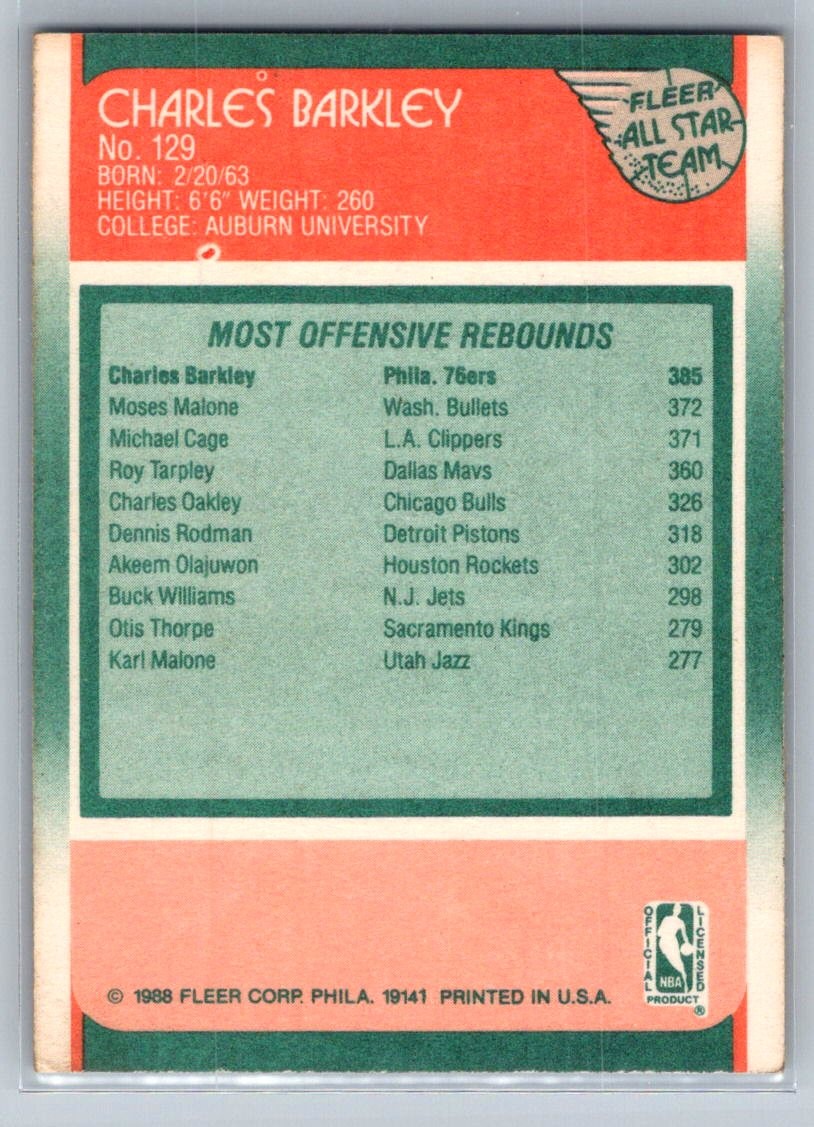 CHARLES BARKLEY
No. 129
BORN: 2/20/63
HEIGHT: 6'6" WEIGHT: 260
COLLEGE: AUBURN UNIVERSITY
FLEER
ALL STAR
TEAM
MOST OFFENSIVE REBOUNDS
Charles Barkley Phila. 76ers 385
Moses Malone Wash. Bullets 372
Michael Cage L.A. Clippers 371
Roy Tarpley Dallas Mavs 360
Charles Oakley Chicago Bulls 326
Dennis Rodman Detroit Pistons 318
Akeem Olajuwon Houston Rockets 302
Buck Williams N.J. Jets 298
Otis Thorpe Sacramento Kings 279
Karl Malone Utah Jazz 277
OFFICIAL
LICENSED
NBA
PRODUCT
®
© 1988 FLEER CORP. PHILA. 19141 PRINTED IN U.S.A.